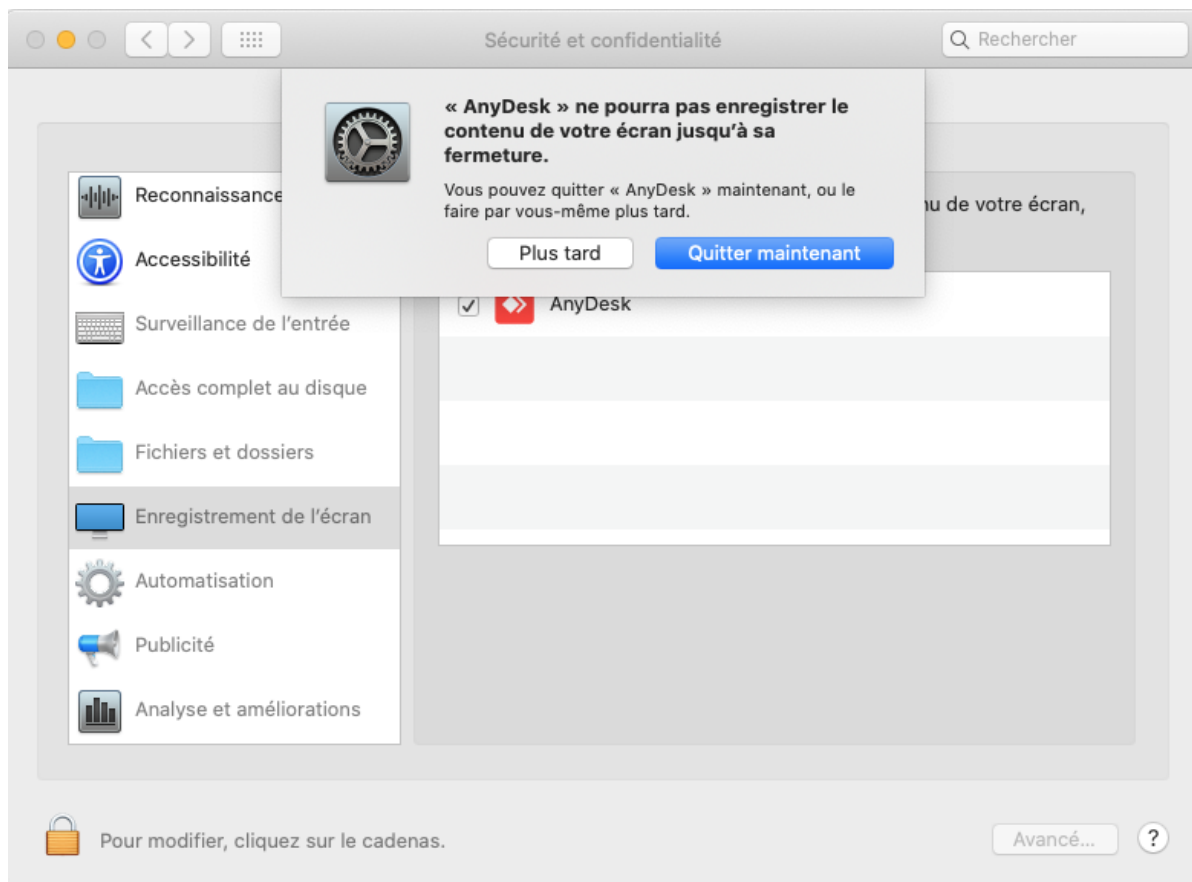 Sécurité et confidentialité
Rechercher
« AnyDesk » ne pourra pas enregistrer le
contenu de votre écran jusqu’à sa
fermeture.
Vous pouvez quitter « AnyDesk » maintenant, ou le
faire par vous-même plus tard.
Plus tard
Quitter maintenant
Reconnaissance
Accessibilité
Surveillance de l’entrée
Accès complet au disque
Fichiers et dossiers
Enregistrement de l’écran
Automatisation
Publicité
Analyse et améliorations
nu de votre écran,
AnyDesk
Pour modifier, cliquez sur le cadenas.
Avancé...
?